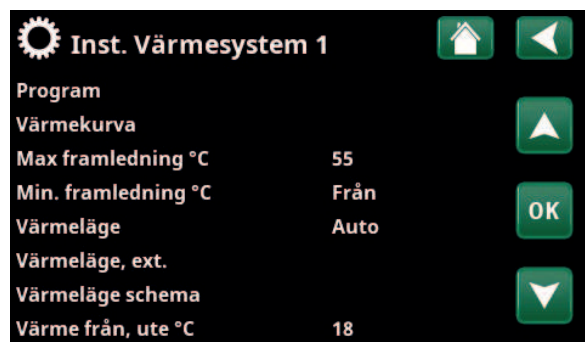 Inst. Värmesystem 1
Program
Värmekurva
Max framledning °C 55
Min. framledning °C Från
Värmeläge Auto
OK
Värmeläge, ext.
Värmeläge schema
Värme från, ute °C 18